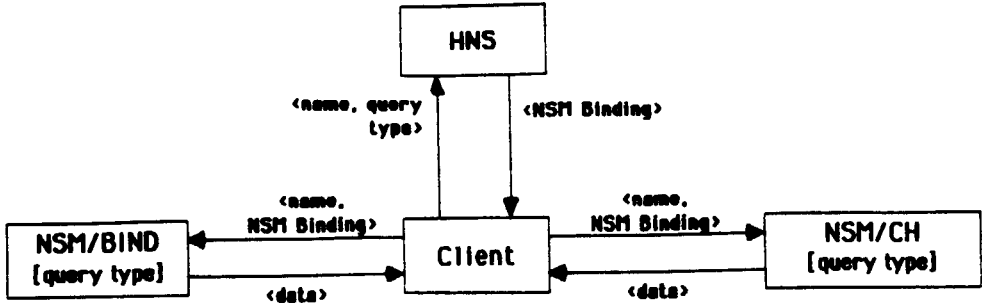 HNS
<name, query
type>
<NSM Binding>
<name,
NSM Binding>
<name,
NSM Binding>
NSM/BIND
[query type]
Client
NSM/CH
[query type]
<data>
<data>